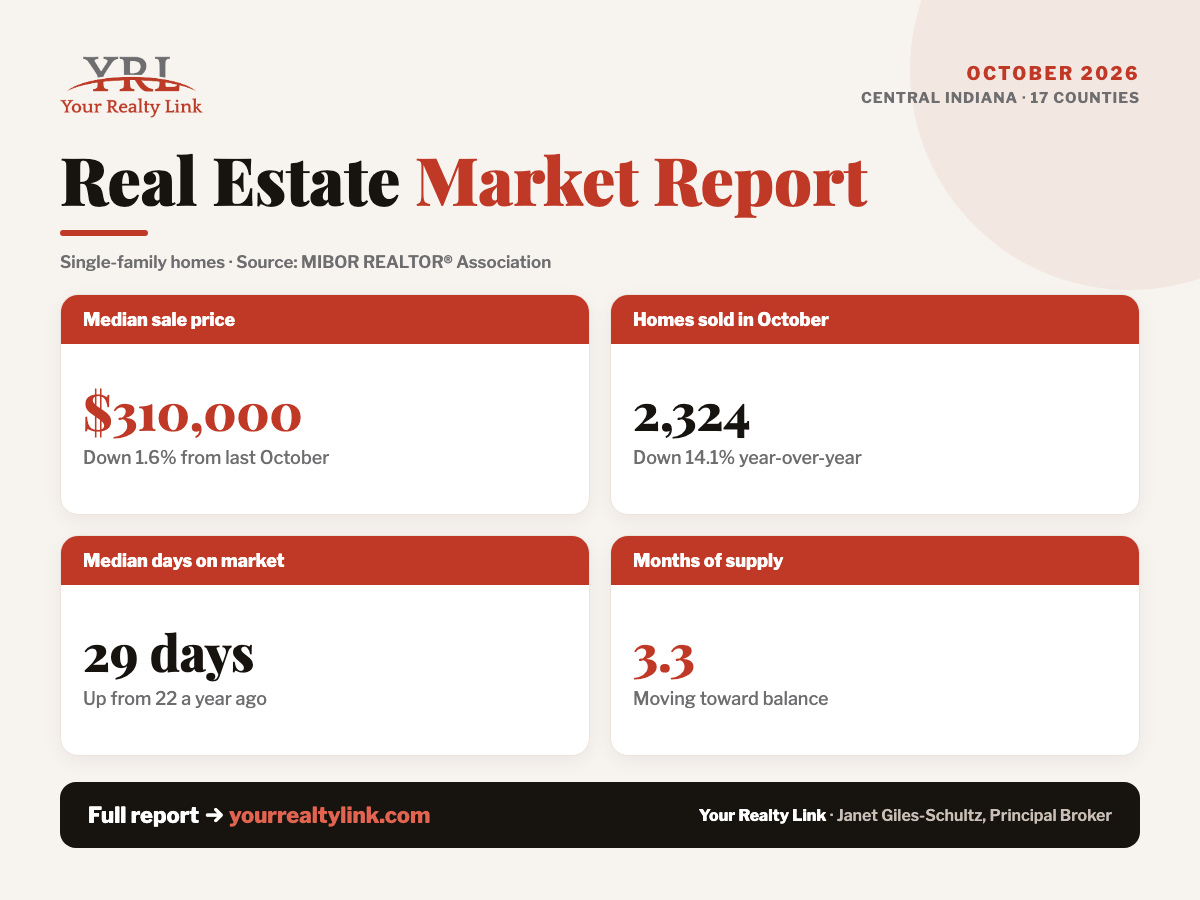 YRL
Your Realty Link
OCTOBER 2026
CENTRAL INDIANA · 17 COUNTIES
Real Estate Market Report
Single-family homes · Source: MIBOR REALTOR® Association
Median sale price
$310,000
Down 1.6% from last October
Homes sold in October
2,324
Down 14.1% year-over-year
Median days on market
29 days
Up from 22 a year ago
Months of supply
3.3
Moving toward balance
Full report → yourrealtylink.com
Your Realty Link · Janet Giles-Schultz, Principal Broker